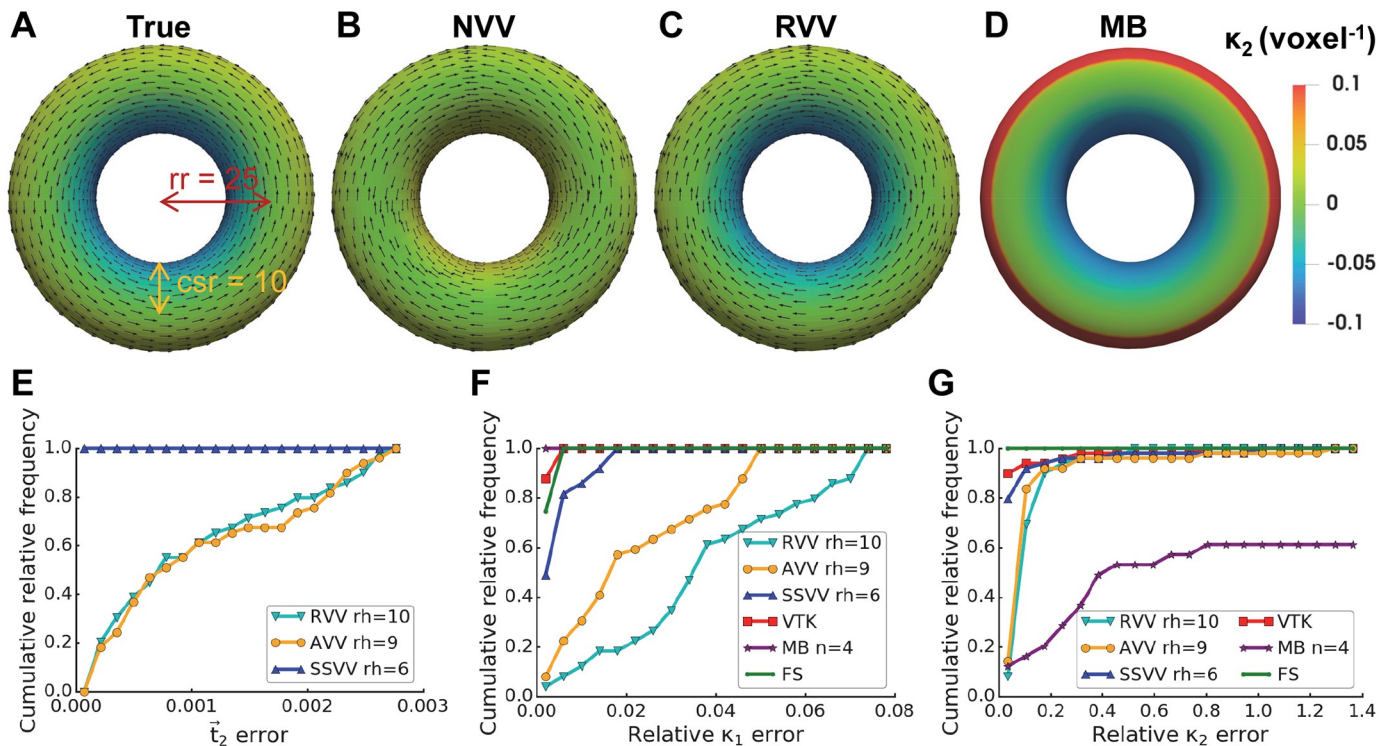 A True B NVV C RVV D MB κ₂ (voxel⁻¹)
0.1
0.05
0
-0.05
-0.1
rr = 25
csr = 10
E
Cumulative relative frequency
1.0
0.8
0.6
0.4
0.2
0.0
0.000 0.001 0.002 0.003
t⃗₂ error
RVV rh=10
AVV rh=9
SSVV rh=6
F
Cumulative relative frequency
1.0
0.8
0.6
0.4
0.2
0.0
0.00 0.02 0.04 0.06 0.08
Relative κ₁ error
RVV rh=10
AVV rh=9
SSVV rh=6
VTK
MB n=4
FS
G
Cumulative relative frequency
1.0
0.8
0.6
0.4
0.2
0.0
0.0 0.2 0.4 0.6 0.8 1.0 1.2 1.4
Relative κ₂ error
RVV rh=10 VTK
AVV rh=9 MB n=4
SSVV rh=6 FS